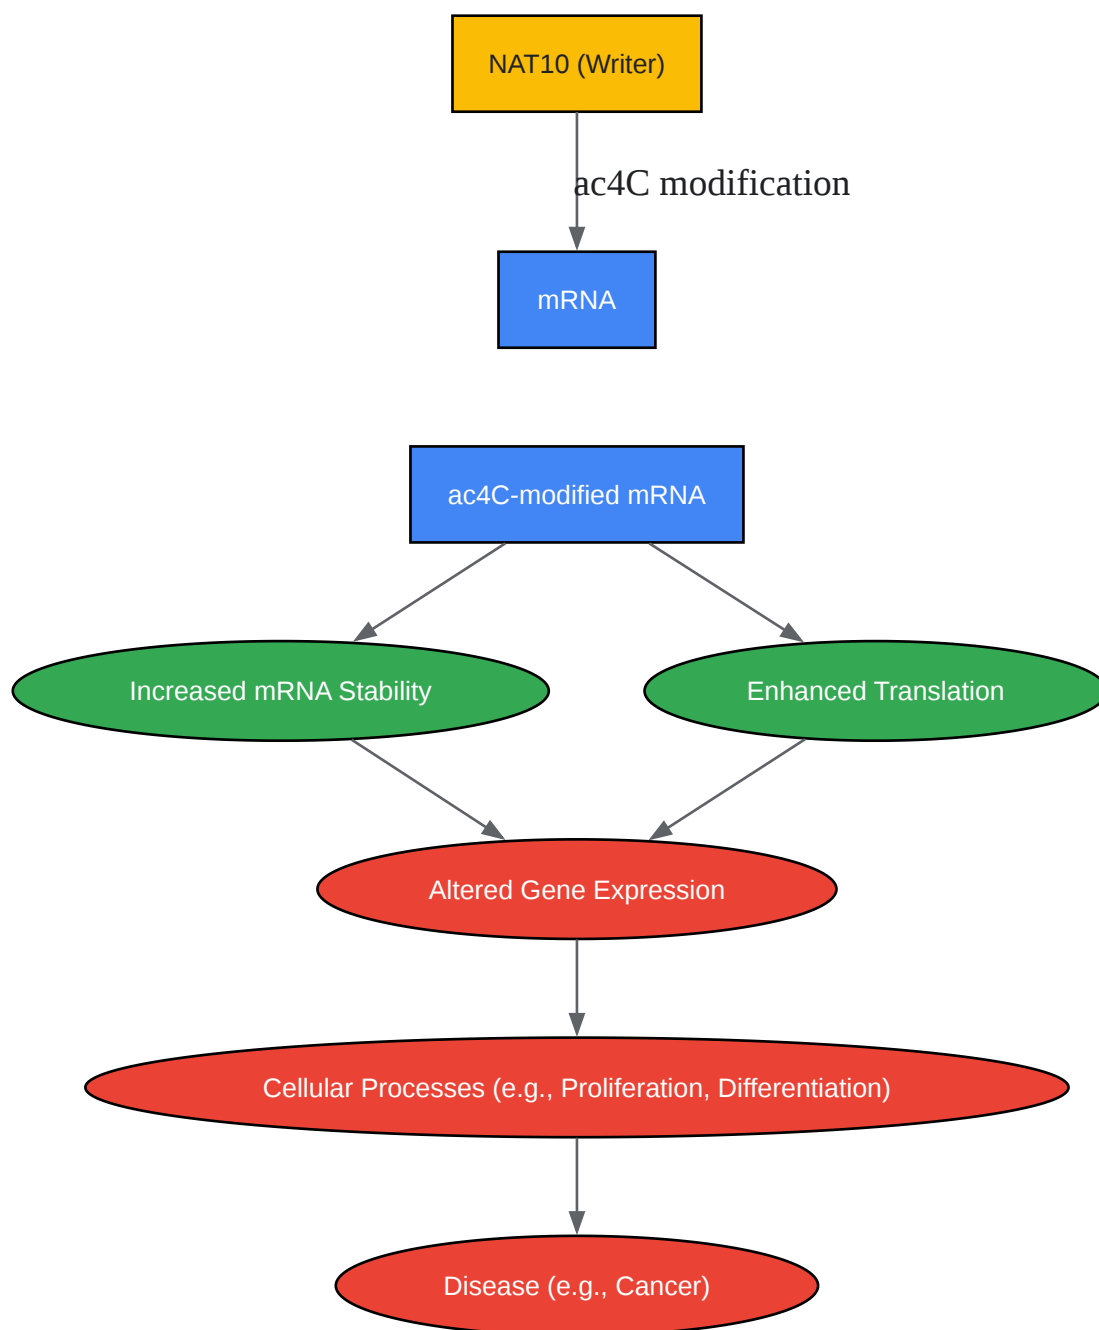 NAT10 (Writer)
ac4C modification
mRNA
ac4C-modified mRNA
Increased mRNA Stability
Enhanced Translation
Altered Gene Expression
Cellular Processes (e.g., Proliferation, Differentiation)
Disease (e.g., Cancer)